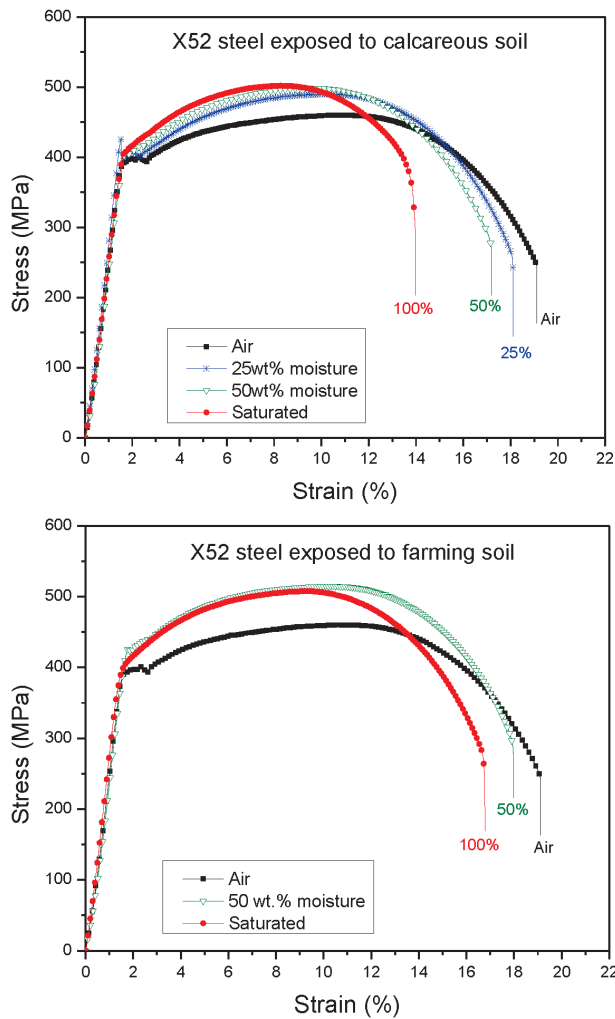 600
X52 steel exposed to calcareous soil
500
400
300
200
100
0
Stress (MPa)
100%
50%
25%
Air
Air
25wt% moisture
50wt% moisture
Saturated
0 2 4 6 8 10 12 14 16 18 20 22
Strain (%)
600
X52 steel exposed to farming soil
500
400
300
200
100
0
Stress (MPa)
100%
50%
Air
Air
50 wt.% moisture
Saturated
0 2 4 6 8 10 12 14 16 18 20 22
Strain (%)